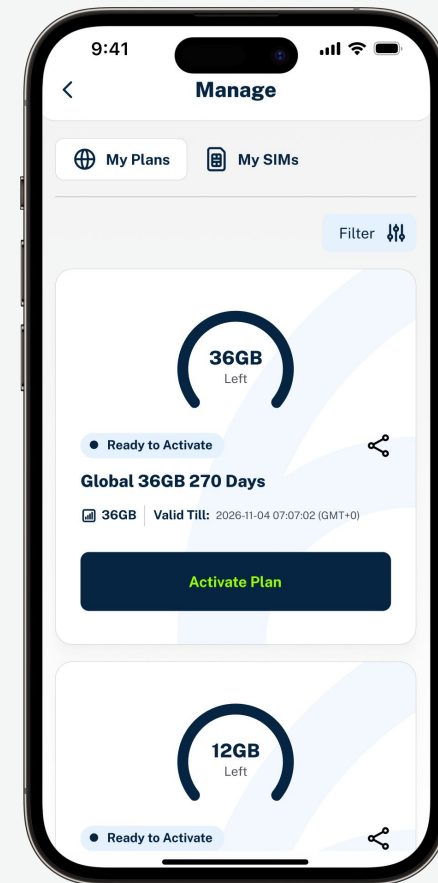 9:41
Manage
My Plans My SIMs
Filter
36GB
Left
Ready to Activate
Global 36GB 270 Days
36GB Valid Till: 2026-11-04 07:07:02 (GMT+0)
Activate Plan
12GB
Left
Ready to Activate